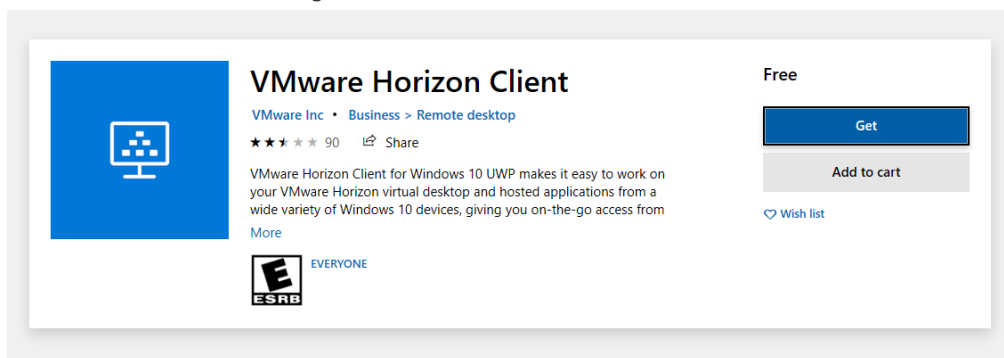 VMware Horizon Client
VMware Inc • Business > Remote desktop
90 Share
VMware Horizon Client for Windows 10 UWP makes it easy to work on
your VMware Horizon virtual desktop and hosted applications from a
wide variety of Windows 10 devices, giving you on-the-go access from
More
E
EVERYONE
ESRB
Free
Get
Add to cart
Wish list